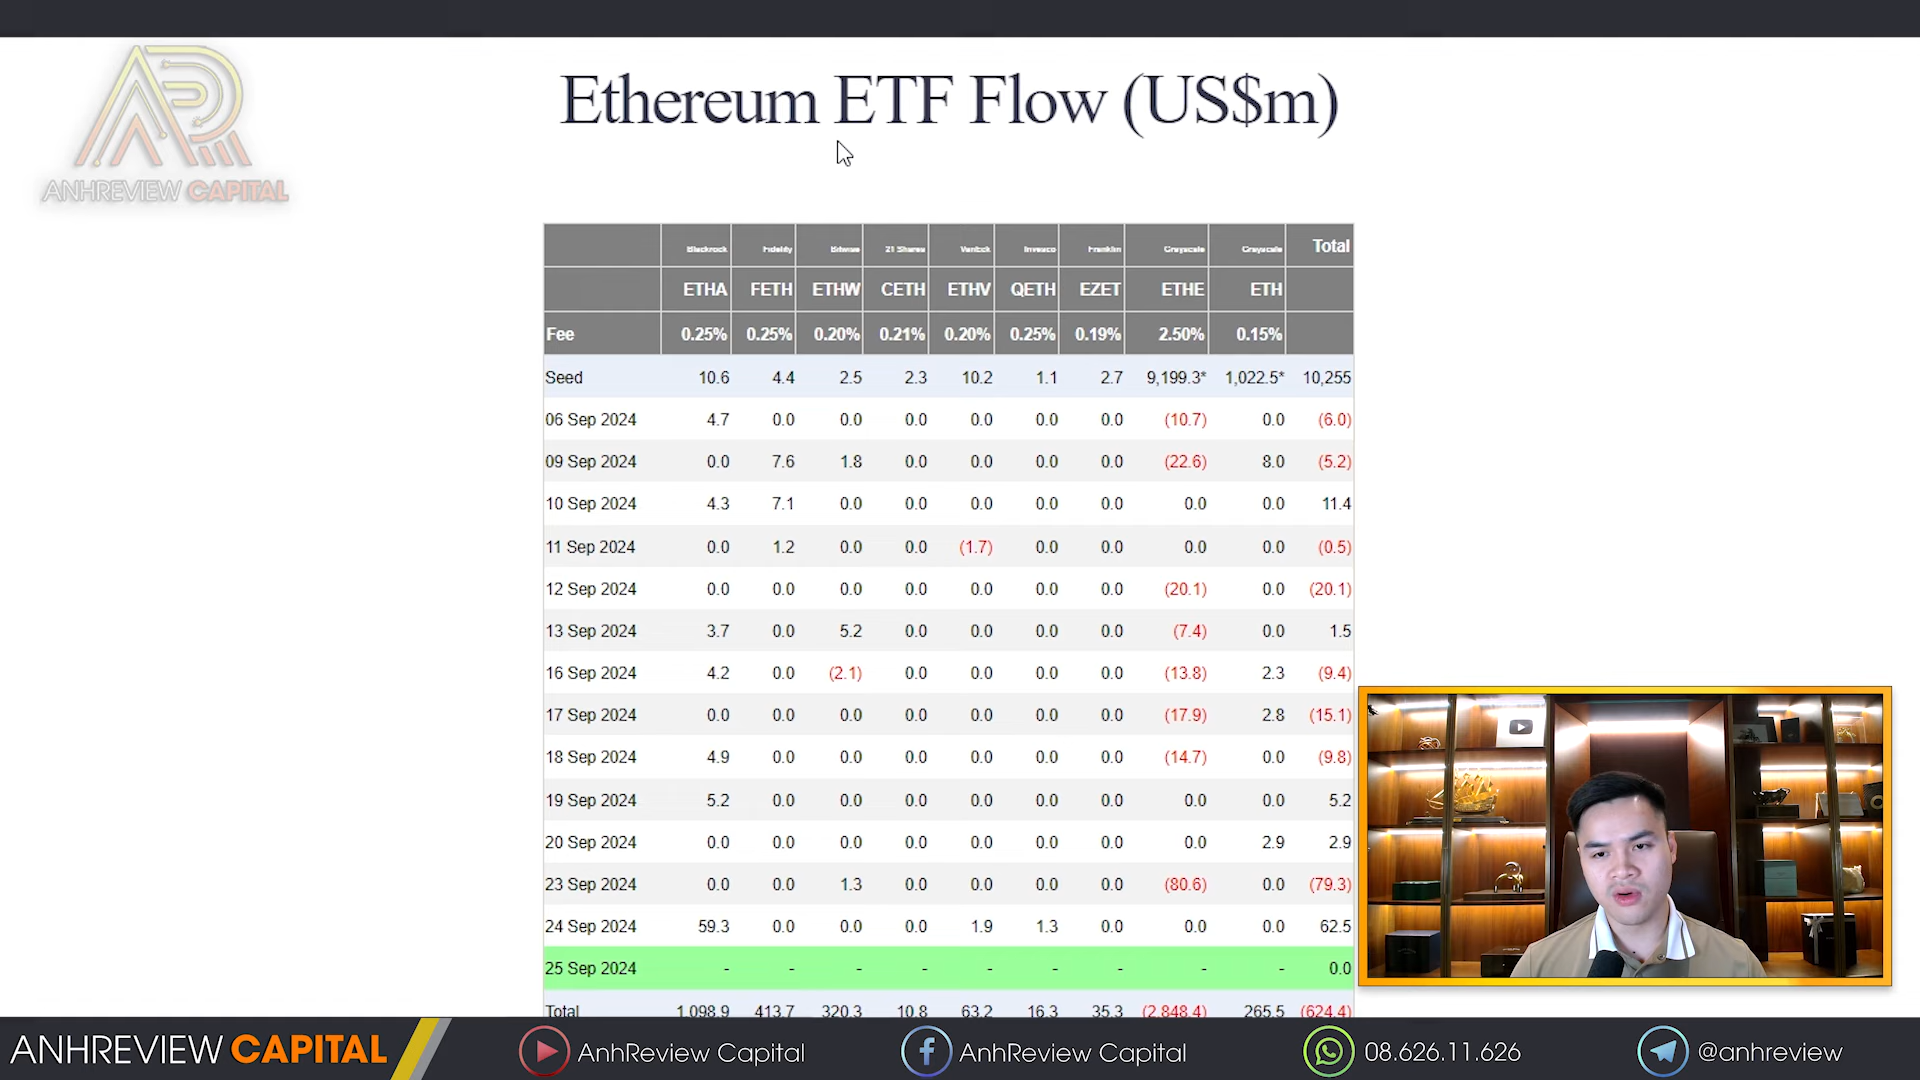 ANHREVIEW CAPITAL
Ethereum ETF Flow (US$m)
Blackrock Fidelity Bitwise 21 Shares VanEck Invesco Franklin Grayscale Grayscale Total
ETHA FETH ETHW CETH ETHV QETH EZET ETHE ETH
Fee 0.25% 0.25% 0.20% 0.21% 0.20% 0.25% 0.19% 2.50% 0.15%
Seed 10.6 4.4 2.5 2.3 10.2 1.1 2.7 9,199.3* 1,022.5* 10,255
06 Sep 2024 4.7 0.0 0.0 0.0 0.0 0.0 0.0 (10.7) 0.0 (6.0)
09 Sep 2024 0.0 7.6 1.8 0.0 0.0 0.0 0.0 (22.6) 8.0 (5.2)
10 Sep 2024 4.3 7.1 0.0 0.0 0.0 0.0 0.0 0.0 0.0 11.4
11 Sep 2024 0.0 1.2 0.0 0.0 (1.7) 0.0 0.0 0.0 0.0 (0.5)
12 Sep 2024 0.0 0.0 0.0 0.0 0.0 0.0 0.0 (20.1) 0.0 (20.1)
13 Sep 2024 3.7 0.0 5.2 0.0 0.0 0.0 0.0 (7.4) 0.0 1.5
16 Sep 2024 4.2 0.0 (2.1) 0.0 0.0 0.0 0.0 (13.8) 2.3 (9.4)
17 Sep 2024 0.0 0.0 0.0 0.0 0.0 0.0 0.0 (17.9) 2.8 (15.1)
18 Sep 2024 4.9 0.0 0.0 0.0 0.0 0.0 0.0 (14.7) 0.0 (9.8)
19 Sep 2024 5.2 0.0 0.0 0.0 0.0 0.0 0.0 0.0 0.0 5.2
20 Sep 2024 0.0 0.0 0.0 0.0 0.0 0.0 0.0 0.0 2.9 2.9
23 Sep 2024 0.0 0.0 1.3 0.0 0.0 0.0 0.0 (80.6) 0.0 (79.3)
24 Sep 2024 59.3 0.0 0.0 0.0 1.9 1.3 0.0 0.0 0.0 62.5
25 Sep 2024 - - - - - - - - - 0.0
Total 1,098.9 413.7 320.3 10.8 63.2 16.3 35.3 (2,848.4) 265.5 (624.4)
ANHREVIEW CAPITAL AnhReview Capital AnhReview Capital 08.626.11.626 @anhreview